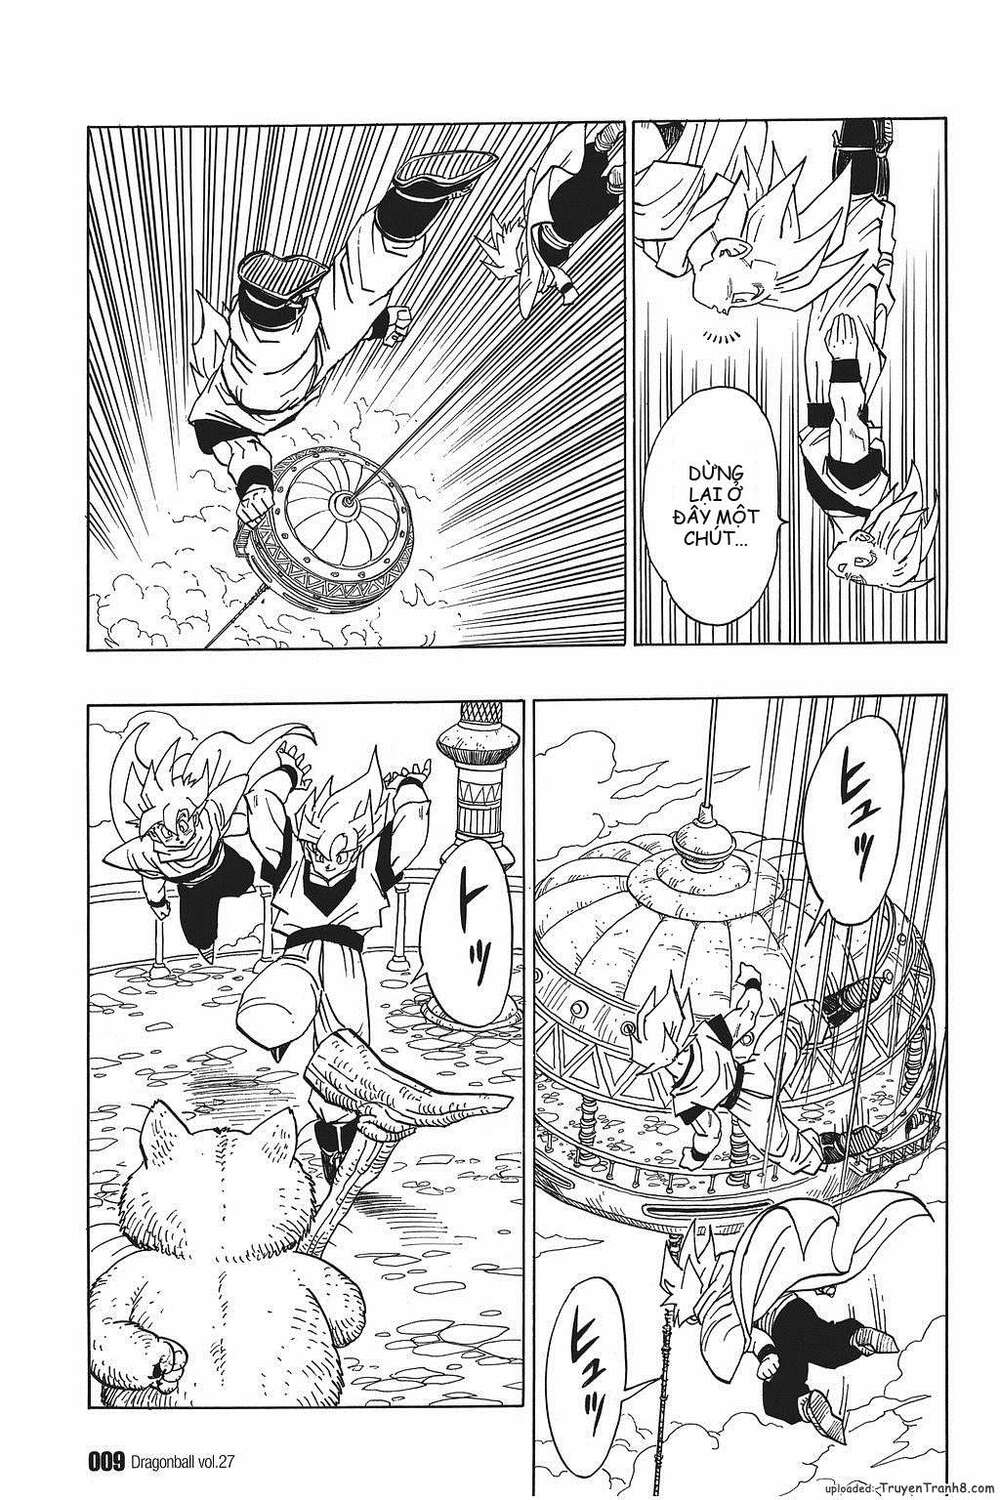 DỪNG
LẠI Ở
ĐÂY MỘT
CHÚT...
ヒュッ
ヒュッ
トッ
009 Dragonball vol.27
uploaded: TruyenTranh8.com